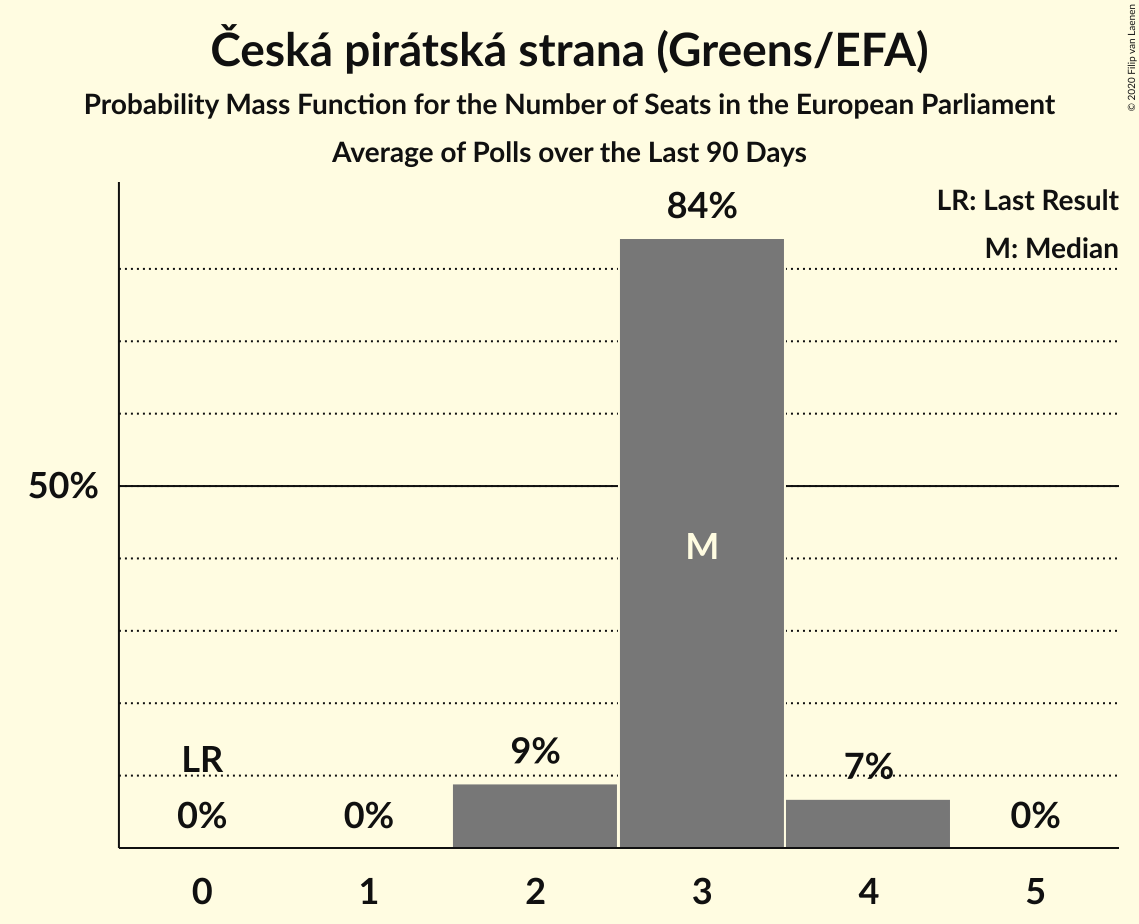 Česká pirátská strana (Greens/EFA)
Probability Mass Function for the Number of Seats in the European Parliament
Average of Polls over the Last 90 Days
© 2020 Filip van Laenen
LR: Last Result
M: Median
84%
50%
M
LR
9%
7%
0%
0%
0%
0
1
2
3
4
5